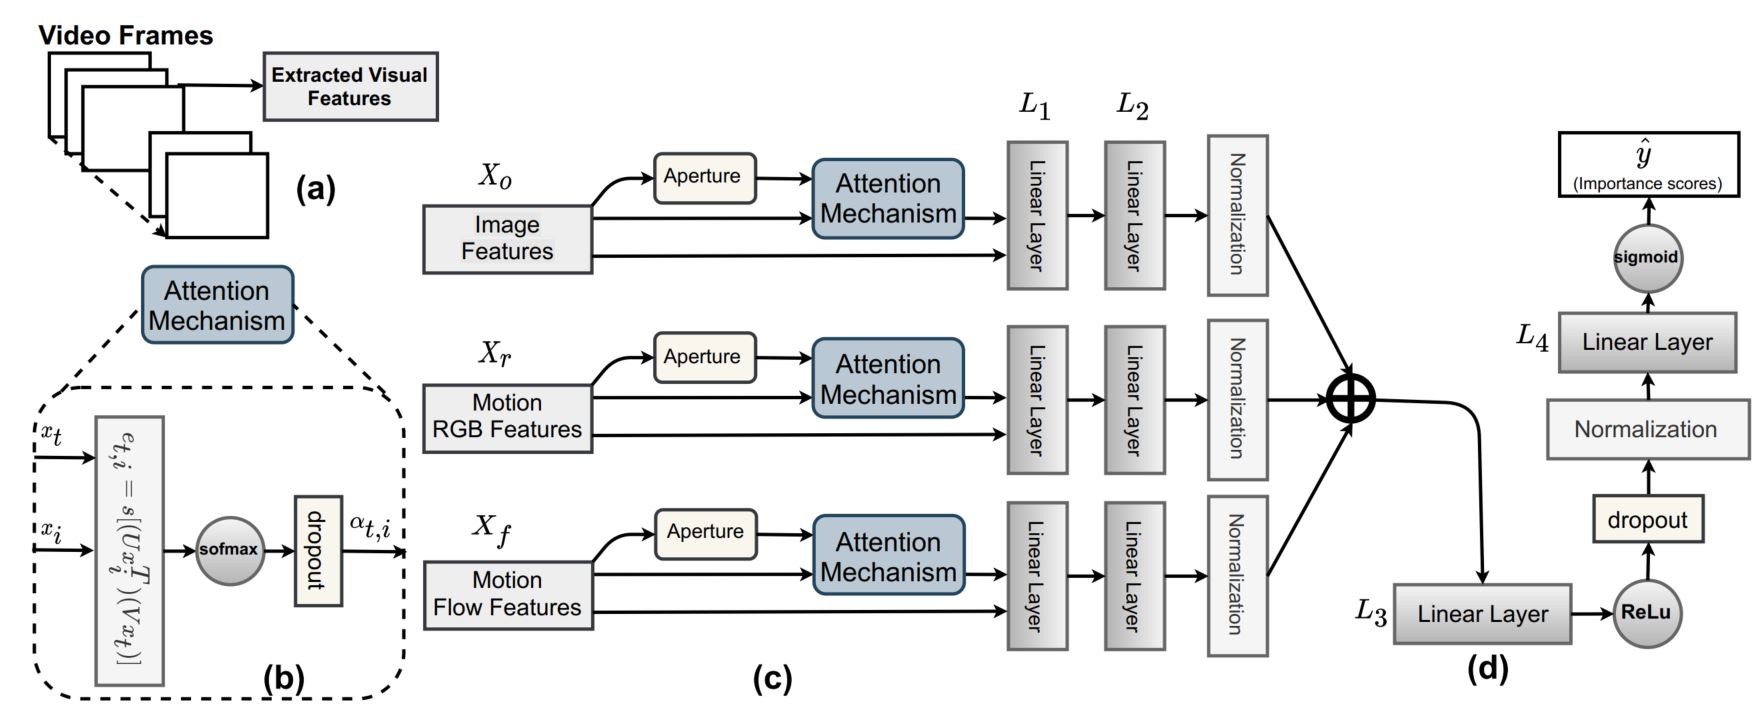 Video Frames
Extracted Visual
Features
(a)
Attention
Mechanism
x_t
x_i
e_{t,i} = s[(Ux_i^T)(Vx_t)]
sofmax
dropout
α_{t,i}
(b)
X_o
Image
Features
Aperture
Attention
Mechanism
L_1
Linear Layer
L_2
Linear Layer
Normalization
X_r
Motion
RGB Features
Aperture
Attention
Mechanism
Linear Layer
Linear Layer
Normalization
X_f
Motion
Flow Features
Aperture
Attention
Mechanism
Linear Layer
Linear Layer
Normalization
(c)
L_3
Linear Layer
ReLu
dropout
Normalization
L_4
Linear Layer
sigmoid
ŷ
(Importance scores)
(d)